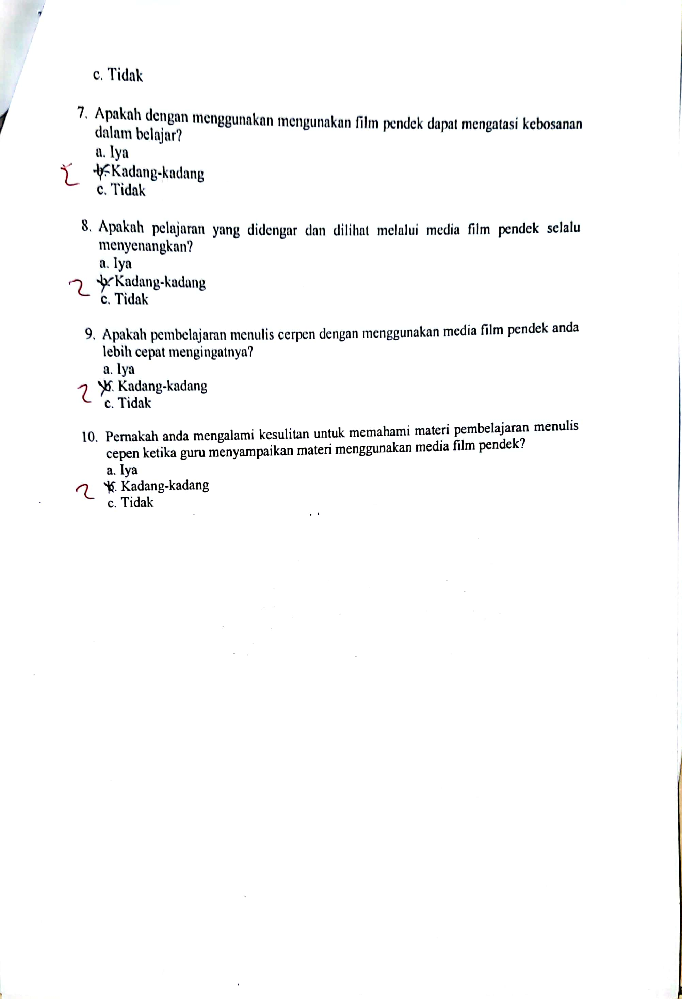 c. Tidak
7. Apakah dengan menggunakan mengunakan film pendek dapat mengatasi kebosanan
dalam belajar?
a. Iya
2 b. Kadang-kadang
c. Tidak
8. Apakah pelajaran yang didengar dan dilihat melalui media film pendek selalu
menyenangkan?
a. Iya
2 b. Kadang-kadang
c. Tidak
9. Apakah pembelajaran menulis cerpen dengan menggunakan media film pendek anda
lebih cepat mengingatnya?
a. Iya
2 b. Kadang-kadang
c. Tidak
10. Pernakah anda mengalami kesulitan untuk memahami materi pembelajaran menulis
cepen ketika guru menyampaikan materi menggunakan media film pendek?
a. Iya
2 b. Kadang-kadang
c. Tidak